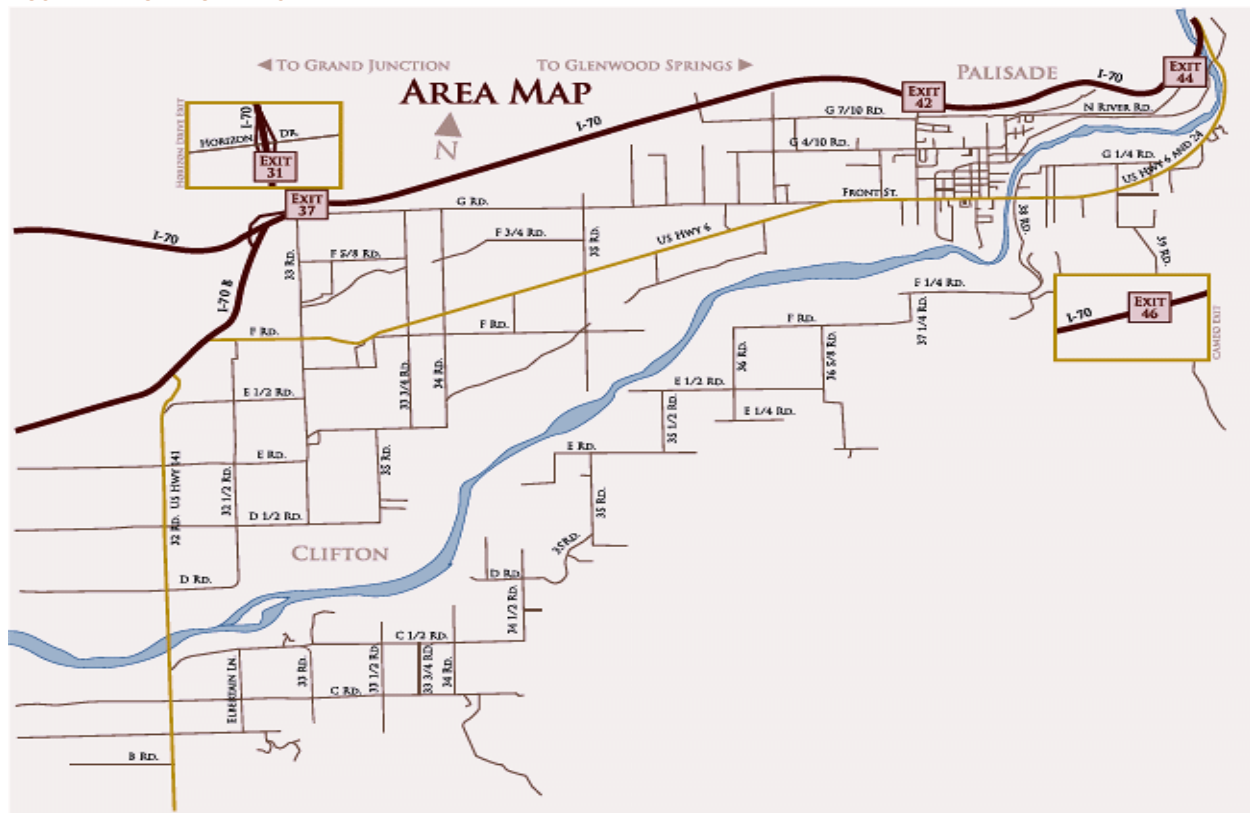 ◀ To Grand Junction
To Glenwood Springs ▶
Area Map
N
Palisade
I-70
Exit
44
Exit
42
I-70
N River Rd.
G 7/10 Rd.
G 4/10 Rd.
G 1/4 Rd.
US Hwy 6 and 24
Horizon Drive Exit
I-70
Horizon Dr.
Exit
31
Exit
37
G Rd.
Front St.
38 Rd.
39 Rd.
I-70
I-70 B
33 Rd.
F 5/8 Rd.
F 3/4 Rd.
35 Rd.
US Hwy 6
F 1/4 Rd.
37 1/4 Rd.
I-70
Exit
46
Cameo Exit
F Rd.
F Rd.
F Rd.
36 Rd.
36 5/8 Rd.
33 3/4 Rd.
34 Rd.
E 1/2 Rd.
E 1/2 Rd.
E 1/4 Rd.
35 1/2 Rd.
E Rd.
E Rd.
35 Rd.
32 Rd. US Hwy 141
32 1/2 Rd.
D 1/2 Rd.
35 Rd.
35 Rd.
Clifton
D Rd.
D Rd.
34 1/2 Rd.
C 1/2 Rd.
Elbertain Ln.
33 Rd.
33 1/2 Rd.
33 3/4 Rd.
34 Rd.
C Rd.
B Rd.